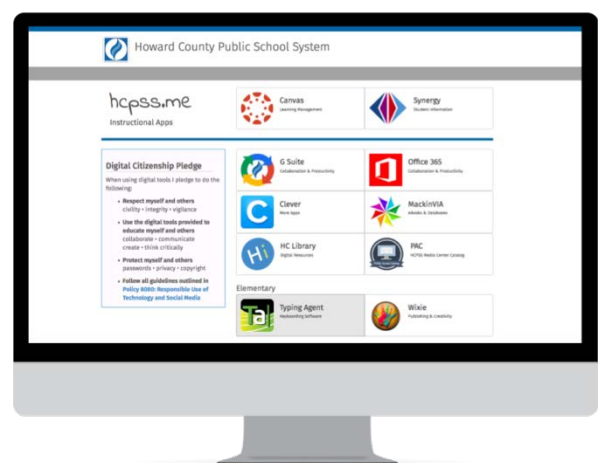 Howard County Public School System
hcpss.me
Instructional Apps
Canvas
Learning Management
Synergy
Student Information
Digital Citizenship Pledge
When using digital tools I pledge to do the
following:
• Respect myself and others
civility • integrity • vigilance
• Use the digital tools provided to
educate myself and others
collaborate • communicate
create • think critically
• Protect myself and others
passwords • privacy • copyright
• Follow all guidelines outlined in
Policy 8080: Responsible Use of
Technology and Social Media
G Suite
Collaboration & Productivity
Office 365
Collaboration & Productivity
C
Clever
More Apps
MackinVIA
eBooks & Databases
Hi
HC Library
Digital Resources
PAC
HCPSS Media Center Catalog
Elementary
Ta
Typing Agent
Keyboarding Software
Wixie
Publishing & Creativity